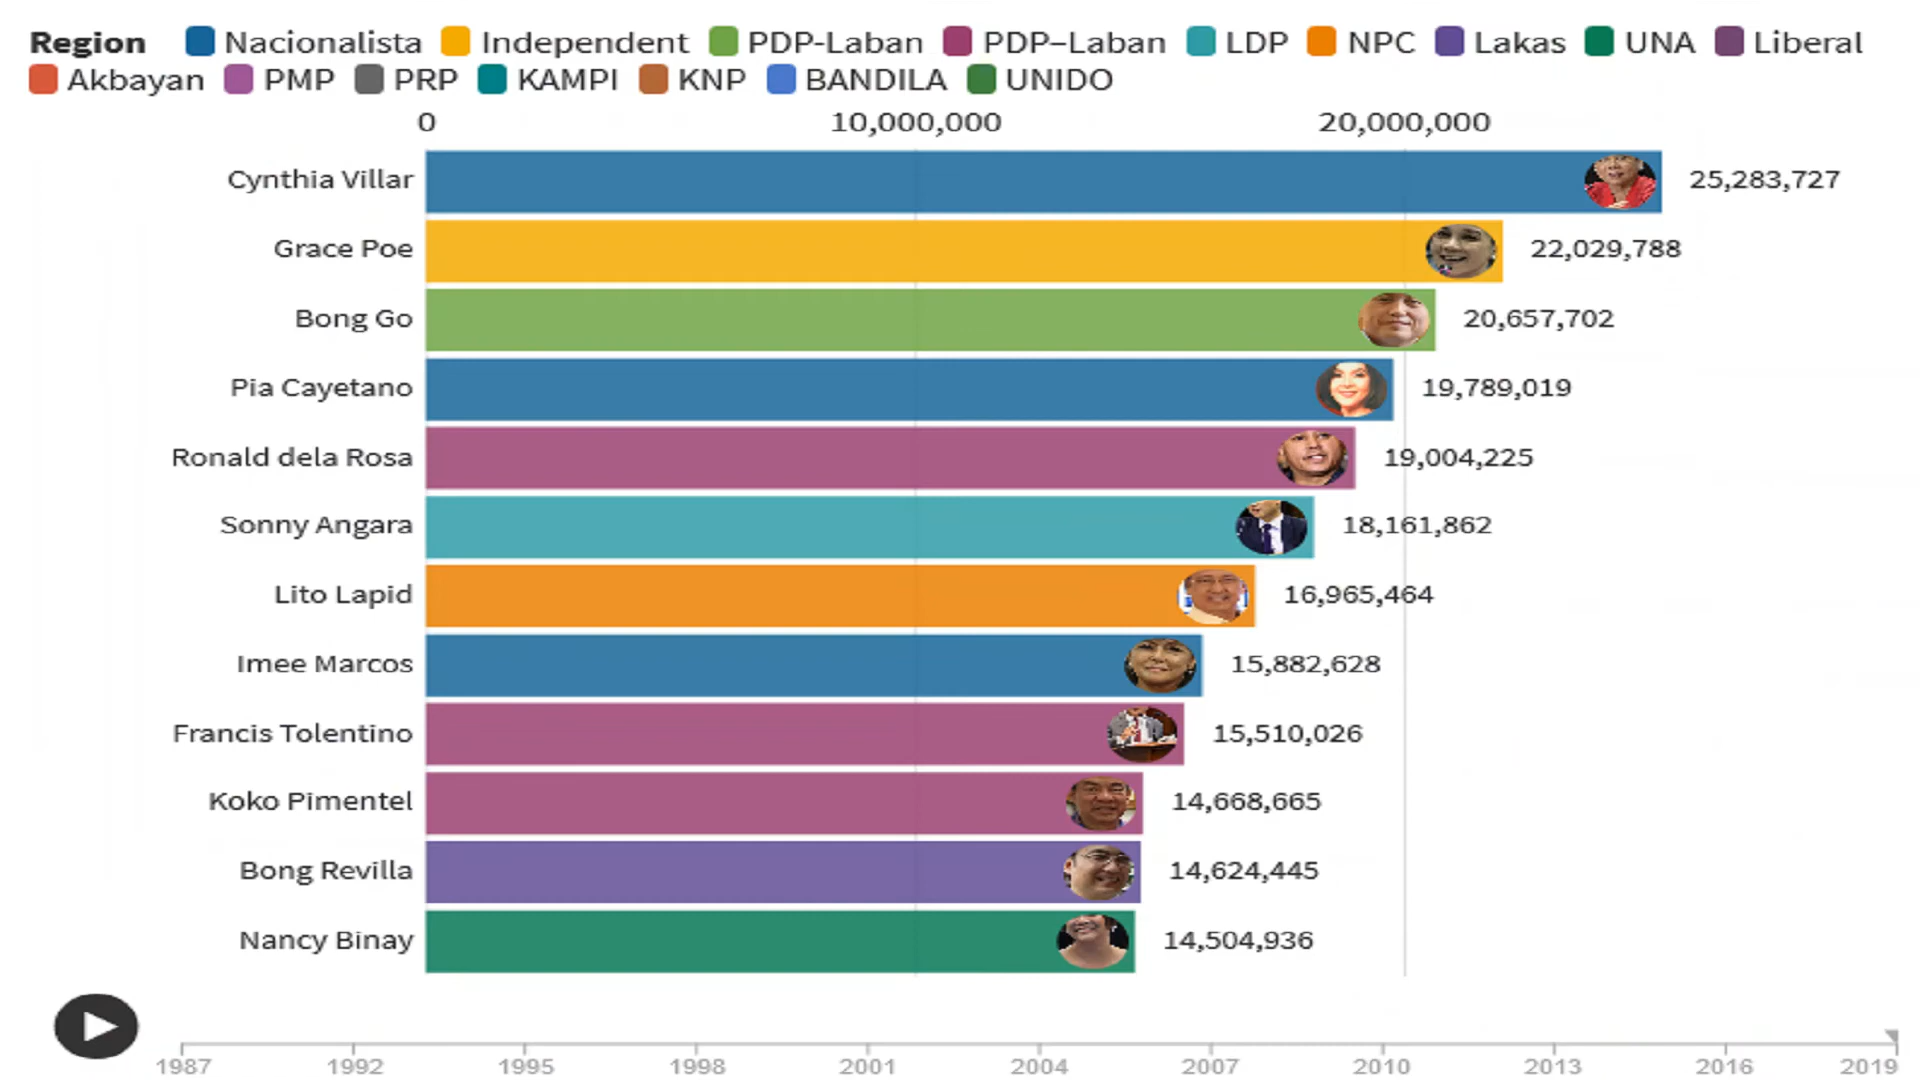 Region Nacionalista Independent PDP-Laban PDP–Laban LDP NPC Lakas UNA Liberal
Akbayan PMP PRP KAMPI KNP BANDILA UNIDO
0 10,000,000 20,000,000
Cynthia Villar 25,283,727
Grace Poe 22,029,788
Bong Go 20,657,702
Pia Cayetano 19,789,019
Ronald dela Rosa 19,004,225
Sonny Angara 18,161,862
Lito Lapid 16,965,464
Imee Marcos 15,882,628
Francis Tolentino 15,510,026
Koko Pimentel 14,668,665
Bong Revilla 14,624,445
Nancy Binay 14,504,936
1987 1992 1995 1998 2001 2004 2007 2010 2013 2016 2019